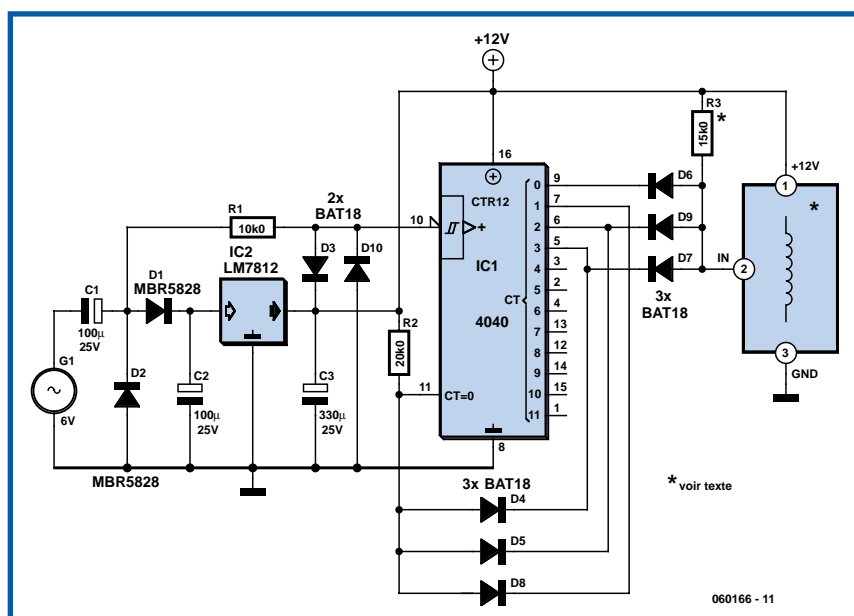 +12V
R3
*
15k0
+12V
1
*
IN
2
3
GND
16
CTR12
10
+
IC1
4040
CT
CT=0
11
8
0
1
2
3
4
5
6
7
8
9
10
11
9
7
6
5
3
2
4
13
12
14
15
1
D6
D9
D7
3x
BAT18
2x
BAT18
R1
10k0
IC2
LM7812
D3
D10
C1
100µ
25V
D1
MBR5828
G1
6V
D2
MBR5828
C2
100µ
25V
C3
330µ
25V
R2
20k0
3x BAT18
D4
D5
D8
* voir texte
060166 - 11